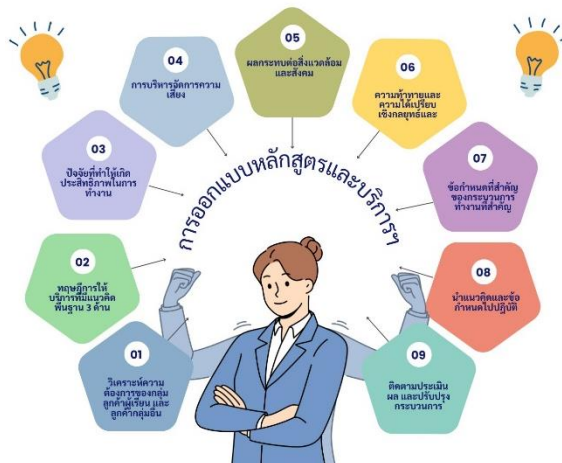 การออกแบบหลักสูตรและบริการฯ
01
วิเคราะห์ความ
ต้องการของกลุ่ม
ลูกค้าผู้เรียน และ
ลูกค้ากลุ่มอื่น
02
ทฤษฎีการให้
บริการที่มีแนวคิด
พื้นฐาน 3 ด้าน
03
ปัจจัยที่ทำให้เกิด
ประสิทธิภาพในการ
ทำงาน
04
การบริหารจัดการความ
เสี่ยง
05
ผลกระทบต่อสิ่งแวดล้อม
และสังคม
06
ความท้าทายและ
ความได้เปรียบ
เชิงกลยุทธ์และ
07
ข้อกำหนดที่สำคัญ
ของกระบวนการ
ทำงานที่สำคัญ
08
นำแนวคิดและข้อ
กำหนดไปปฏิบัติ
09
ติดตามประเมิน
ผล และปรับปรุง
กระบวนการ